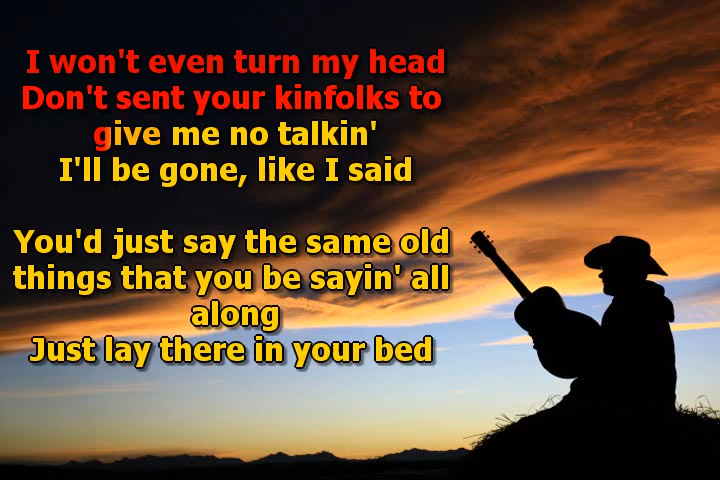 I won't even turn my head
Don't sent your kinfolks to
give me no talkin'
I'll be gone, like I said
You'd just say the same old
things that you be sayin' all
along
Just lay there in your bed